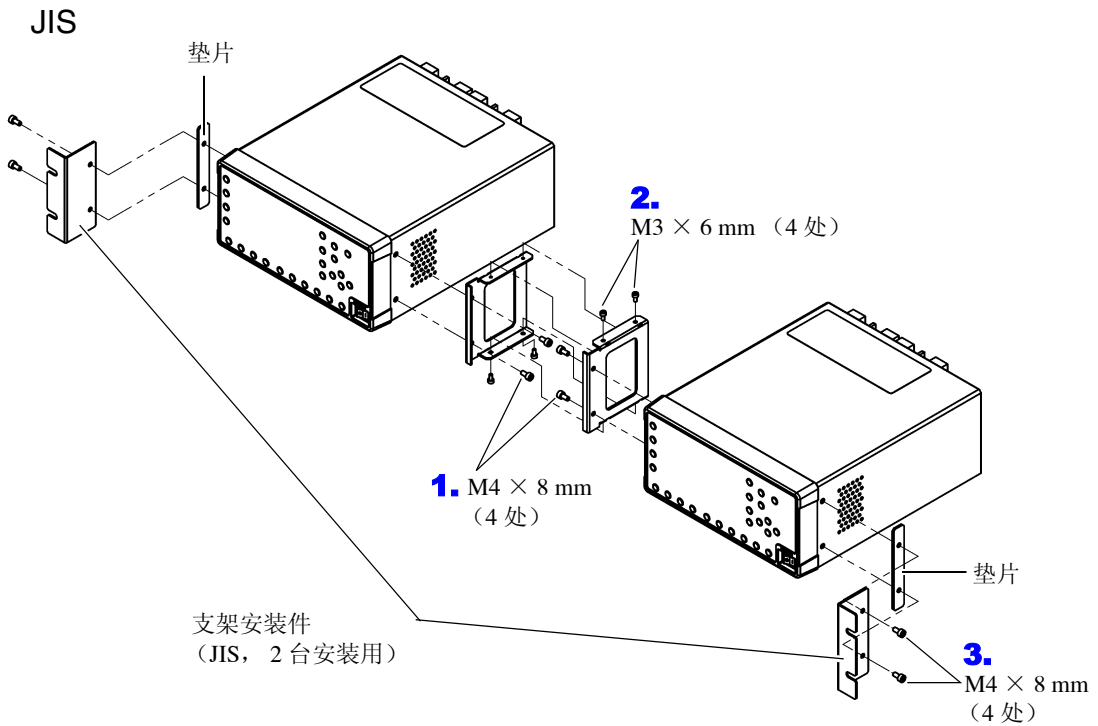 JIS
垫片
2.
M3 × 6 mm （4 处）
1. M4 × 8 mm
（4 处）
垫片
支架安装件
（JIS， 2 台安装用）
3.
M4 × 8 mm
（4 处）